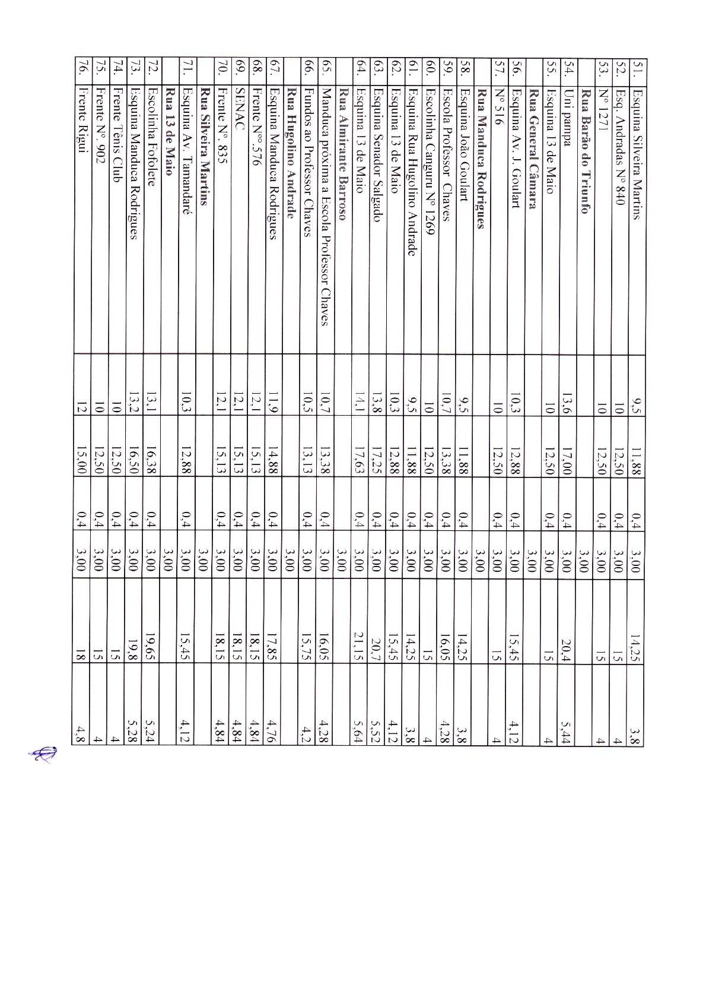 51. Esquina Silveira Martins 9,5 11,88 0,4 3,00 14,25 3,8
52. Esq. Andradas Nº 840 10 12,50 0,4 3,00 15 4
53. Nº 1271 10 12,50 0,4 3,00 15 4
Rua Barão do Triunfo 3,00
54. Uni pampa 13,6 17,00 0,4 3,00 20,4 5,44
55. Esquina 13 de Maio 10 12,50 0,4 3,00 15 4
Rua General Câmara 3,00
56. Esquina Av. J. Goulart 10,3 12,88 0,4 3,00 15,45 4,12
57. Nº 516 10 12,50 0,4 3,00 15 4
Rua Manduca Rodrigues 3,00
58. Esquina João Goulart 9,5 11,88 0,4 3,00 14,25 3,8
59. Escola Professor Chaves 10,7 13,38 0,4 3,00 16,05 4,28
60. Escolinha Canguru Nº 1269 10 12,50 0,4 3,00 15 4
61. Esquina Rua Hugolino Andrade 9,5 11,88 0,4 3,00 14,25 3,8
62. Esquina 13 de Maio 10,3 12,88 0,4 3,00 15,45 4,12
63. Esquina Senador Salgado 13,8 17,25 0,4 3,00 20,7 5,52
64. Esquina 13 de Maio 14,1 17,63 0,4 3,00 21,15 5,64
Rua Almirante Barroso 3,00
65. Manduca próxima a Escola Professor Chaves 10,7 13,38 0,4 3,00 16,05 4,28
66. Fundos ao Professor Chaves 10,5 13,13 0,4 3,00 15,75 4,2
Rua Hugolino Andrade 3,00
67. Esquina Manduca Rodrigues 11,9 14,88 0,4 3,00 17,85 4,76
68. Frente Nºº.576 12,1 15,13 0,4 3,00 18,15 4,84
69. SENAC 12,1 15,13 0,4 3,00 18,15 4,84
70. Frente Nº. 835 12,1 15,13 0,4 3,00 18,15 4,84
Rua Silveira Martins 3,00
71. Esquina Av. Tamandaré 10,3 12,88 0,4 3,00 15,45 4,12
Rua 13 de Maio 3,00
72. Escolinha Fofolete 13,1 16,38 0,4 3,00 19,65 5,24
73. Esquina Manduca Rodrigues 13,2 16,50 0,4 3,00 19,8 5,28
74. Frente Tênis Club 10 12,50 0,4 3,00 15 4
75. Frente Nº. 902 10 12,50 0,4 3,00 15 4
76. Frente Rigui 12 15,00 0,4 3,00 18 4,8